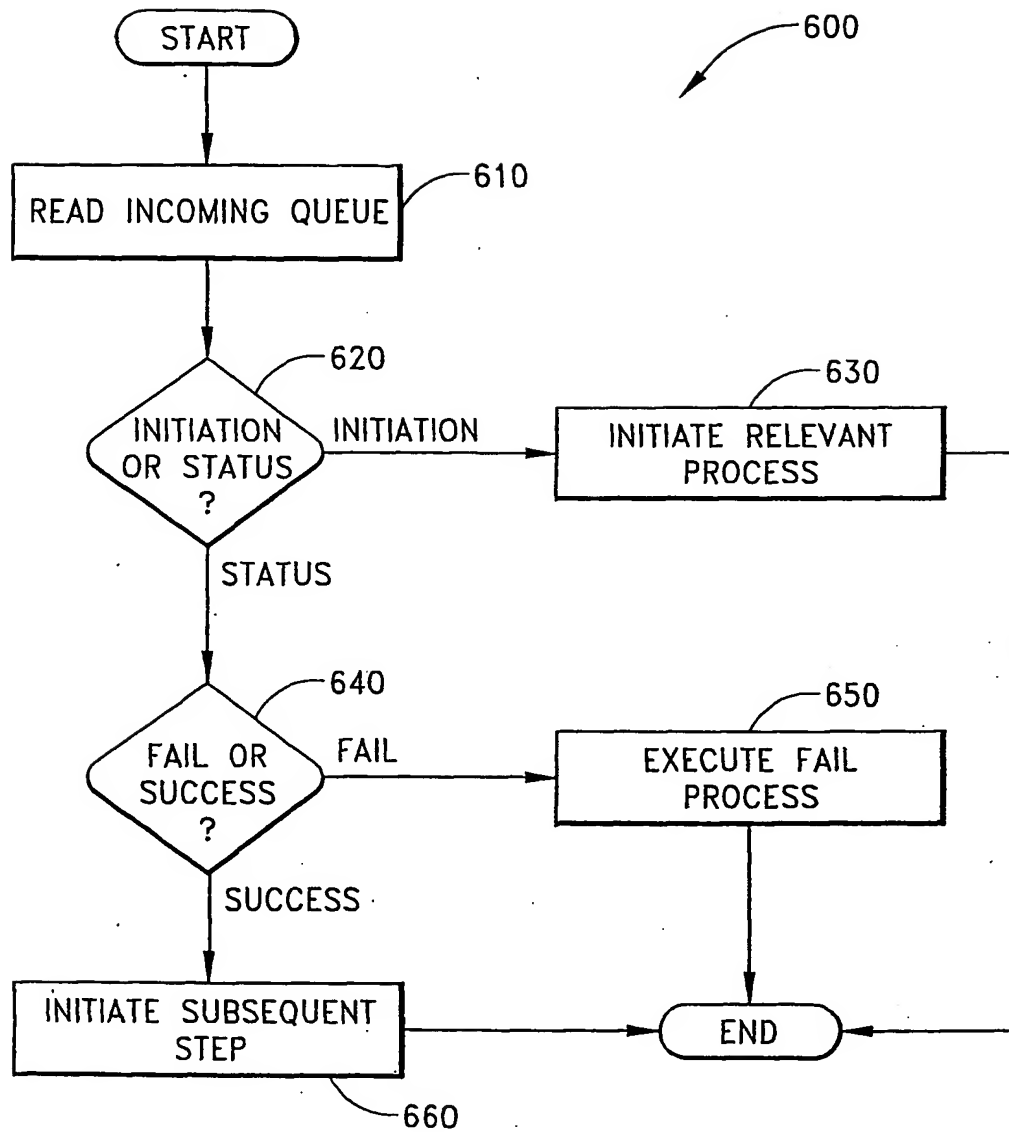 START
600
READ INCOMING QUEUE
610
620
INITIATION
OR STATUS
?
INITIATION
630
INITIATE RELEVANT
PROCESS
STATUS
640
FAIL OR
SUCCESS
?
FAIL
650
EXECUTE FAIL
PROCESS
SUCCESS
INITIATE SUBSEQUENT
STEP
660
END